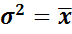 σ² = x̅